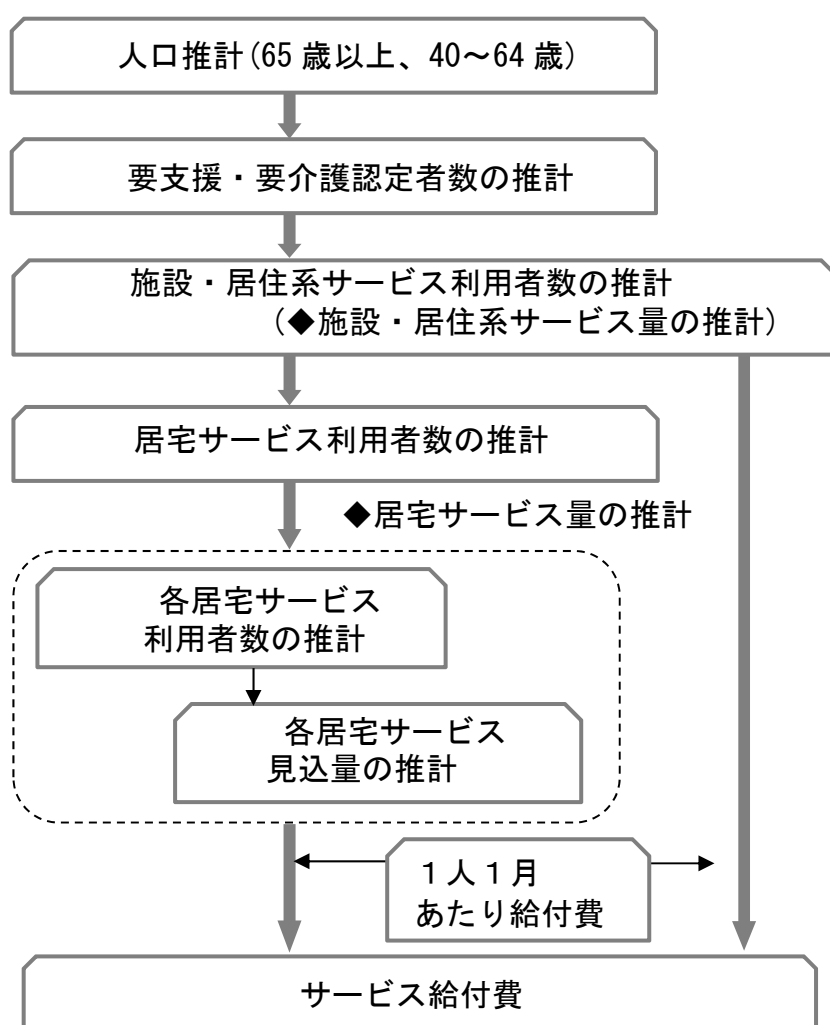 人口推計(65 歳以上、40～64 歳)
要支援・要介護認定者数の推計
施設・居住系サービス利用者数の推計
(◆施設・居住系サービス量の推計)
居宅サービス利用者数の推計
◆居宅サービス量の推計
各居宅サービス
利用者数の推計
各居宅サービス
見込量の推計
１人１月
あたり給付費
サービス給付費